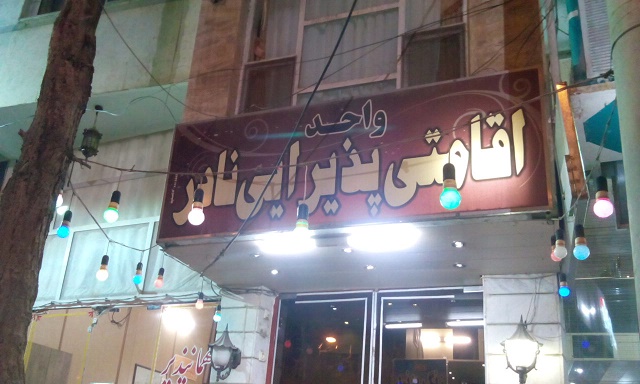 واحد
اقامتی پذیرایی نادر